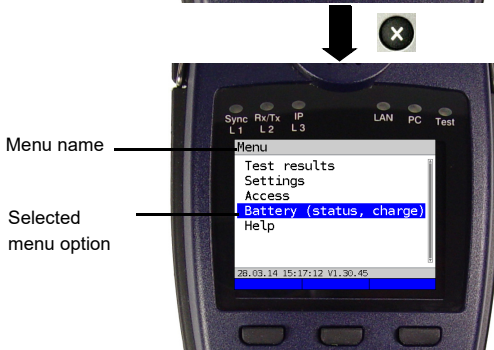 Sync Rx/Tx IP LAN PC Test
L 1 L 2 L 3
Menu name
Menu
Test results
Settings
Access
Battery (status, charge)
Selected
menu option
Help
28.03.14 15:17:12 V1.30.45